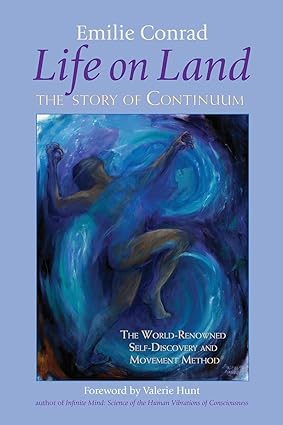 Emilie Conrad
Life on Land
THE STORY OF CONTINUUM
THE WORLD-RENOWNED
SELF-DISCOVERY AND
MOVEMENT METHOD
Foreword by Valerie Hunt
author of Infinite Mind: Science of the Human Vibrations of Consciousness